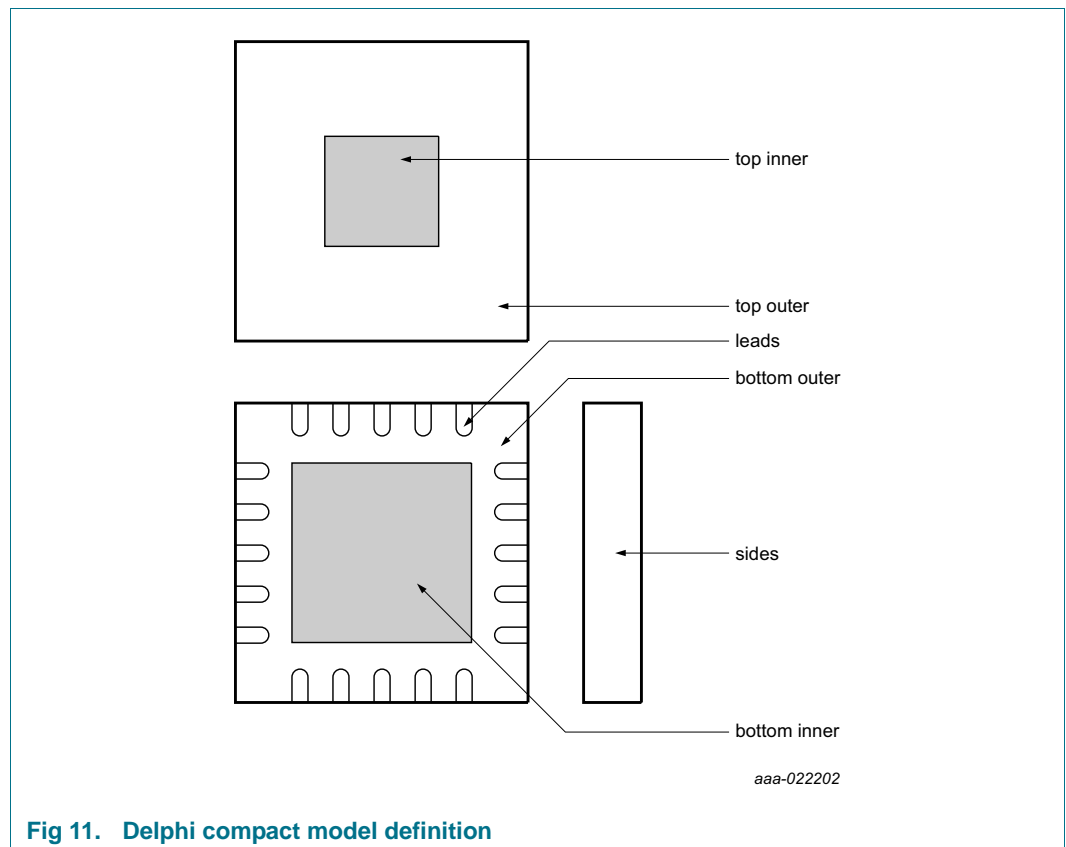 top inner
top outer
leads
bottom outer
sides
bottom inner
aaa-022202
Fig 11. Delphi compact model definition